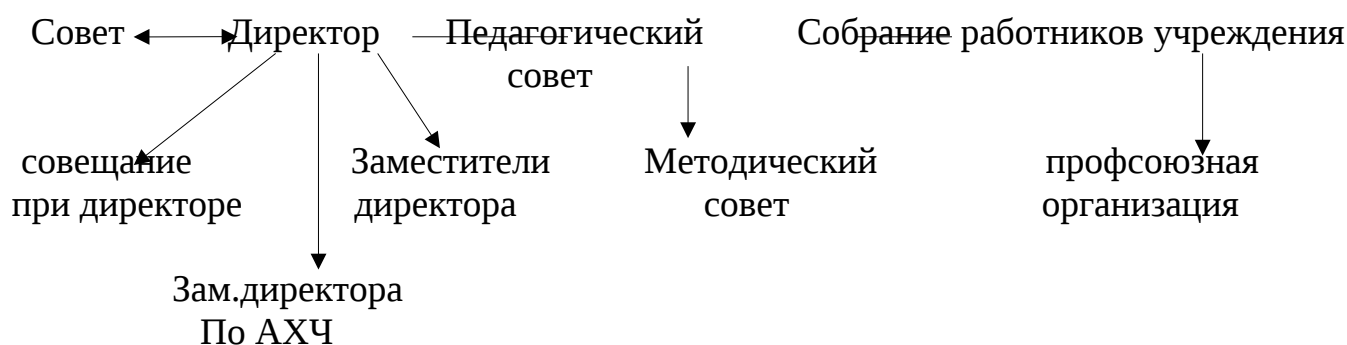 Совет Директор Педагогический Собрание работников учреждения
совет
совещание Заместители Методический профсоюзная
при директоре директора совет организация
Зам.директора
По АХЧ